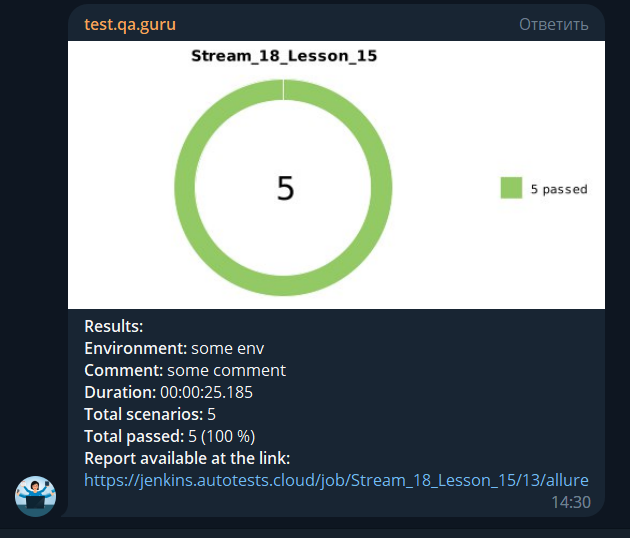 test.qa.guru Ответить
Stream_18_Lesson_15
5
5 passed
Results:
Environment: some env
Comment: some comment
Duration: 00:00:25.185
Total scenarios: 5
Total passed: 5 (100 %)
Report available at the link:
https://jenkins.autotests.cloud/job/Stream_18_Lesson_15/13/allure
14:30